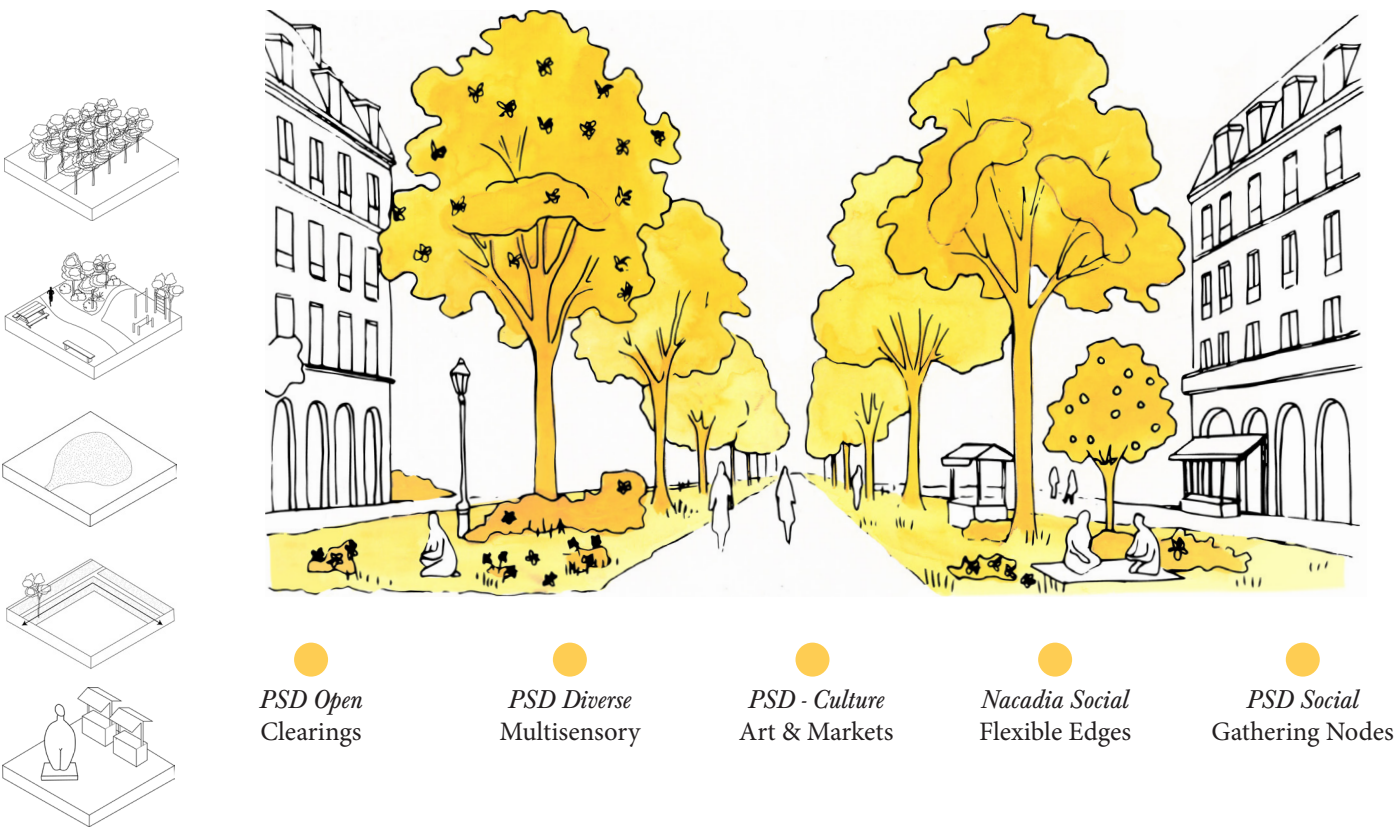 PSD Open
Clearings
PSD Diverse
Multisensory
PSD - Culture
Art & Markets
Nacadia Social
Flexible Edges
PSD Social
Gathering Nodes